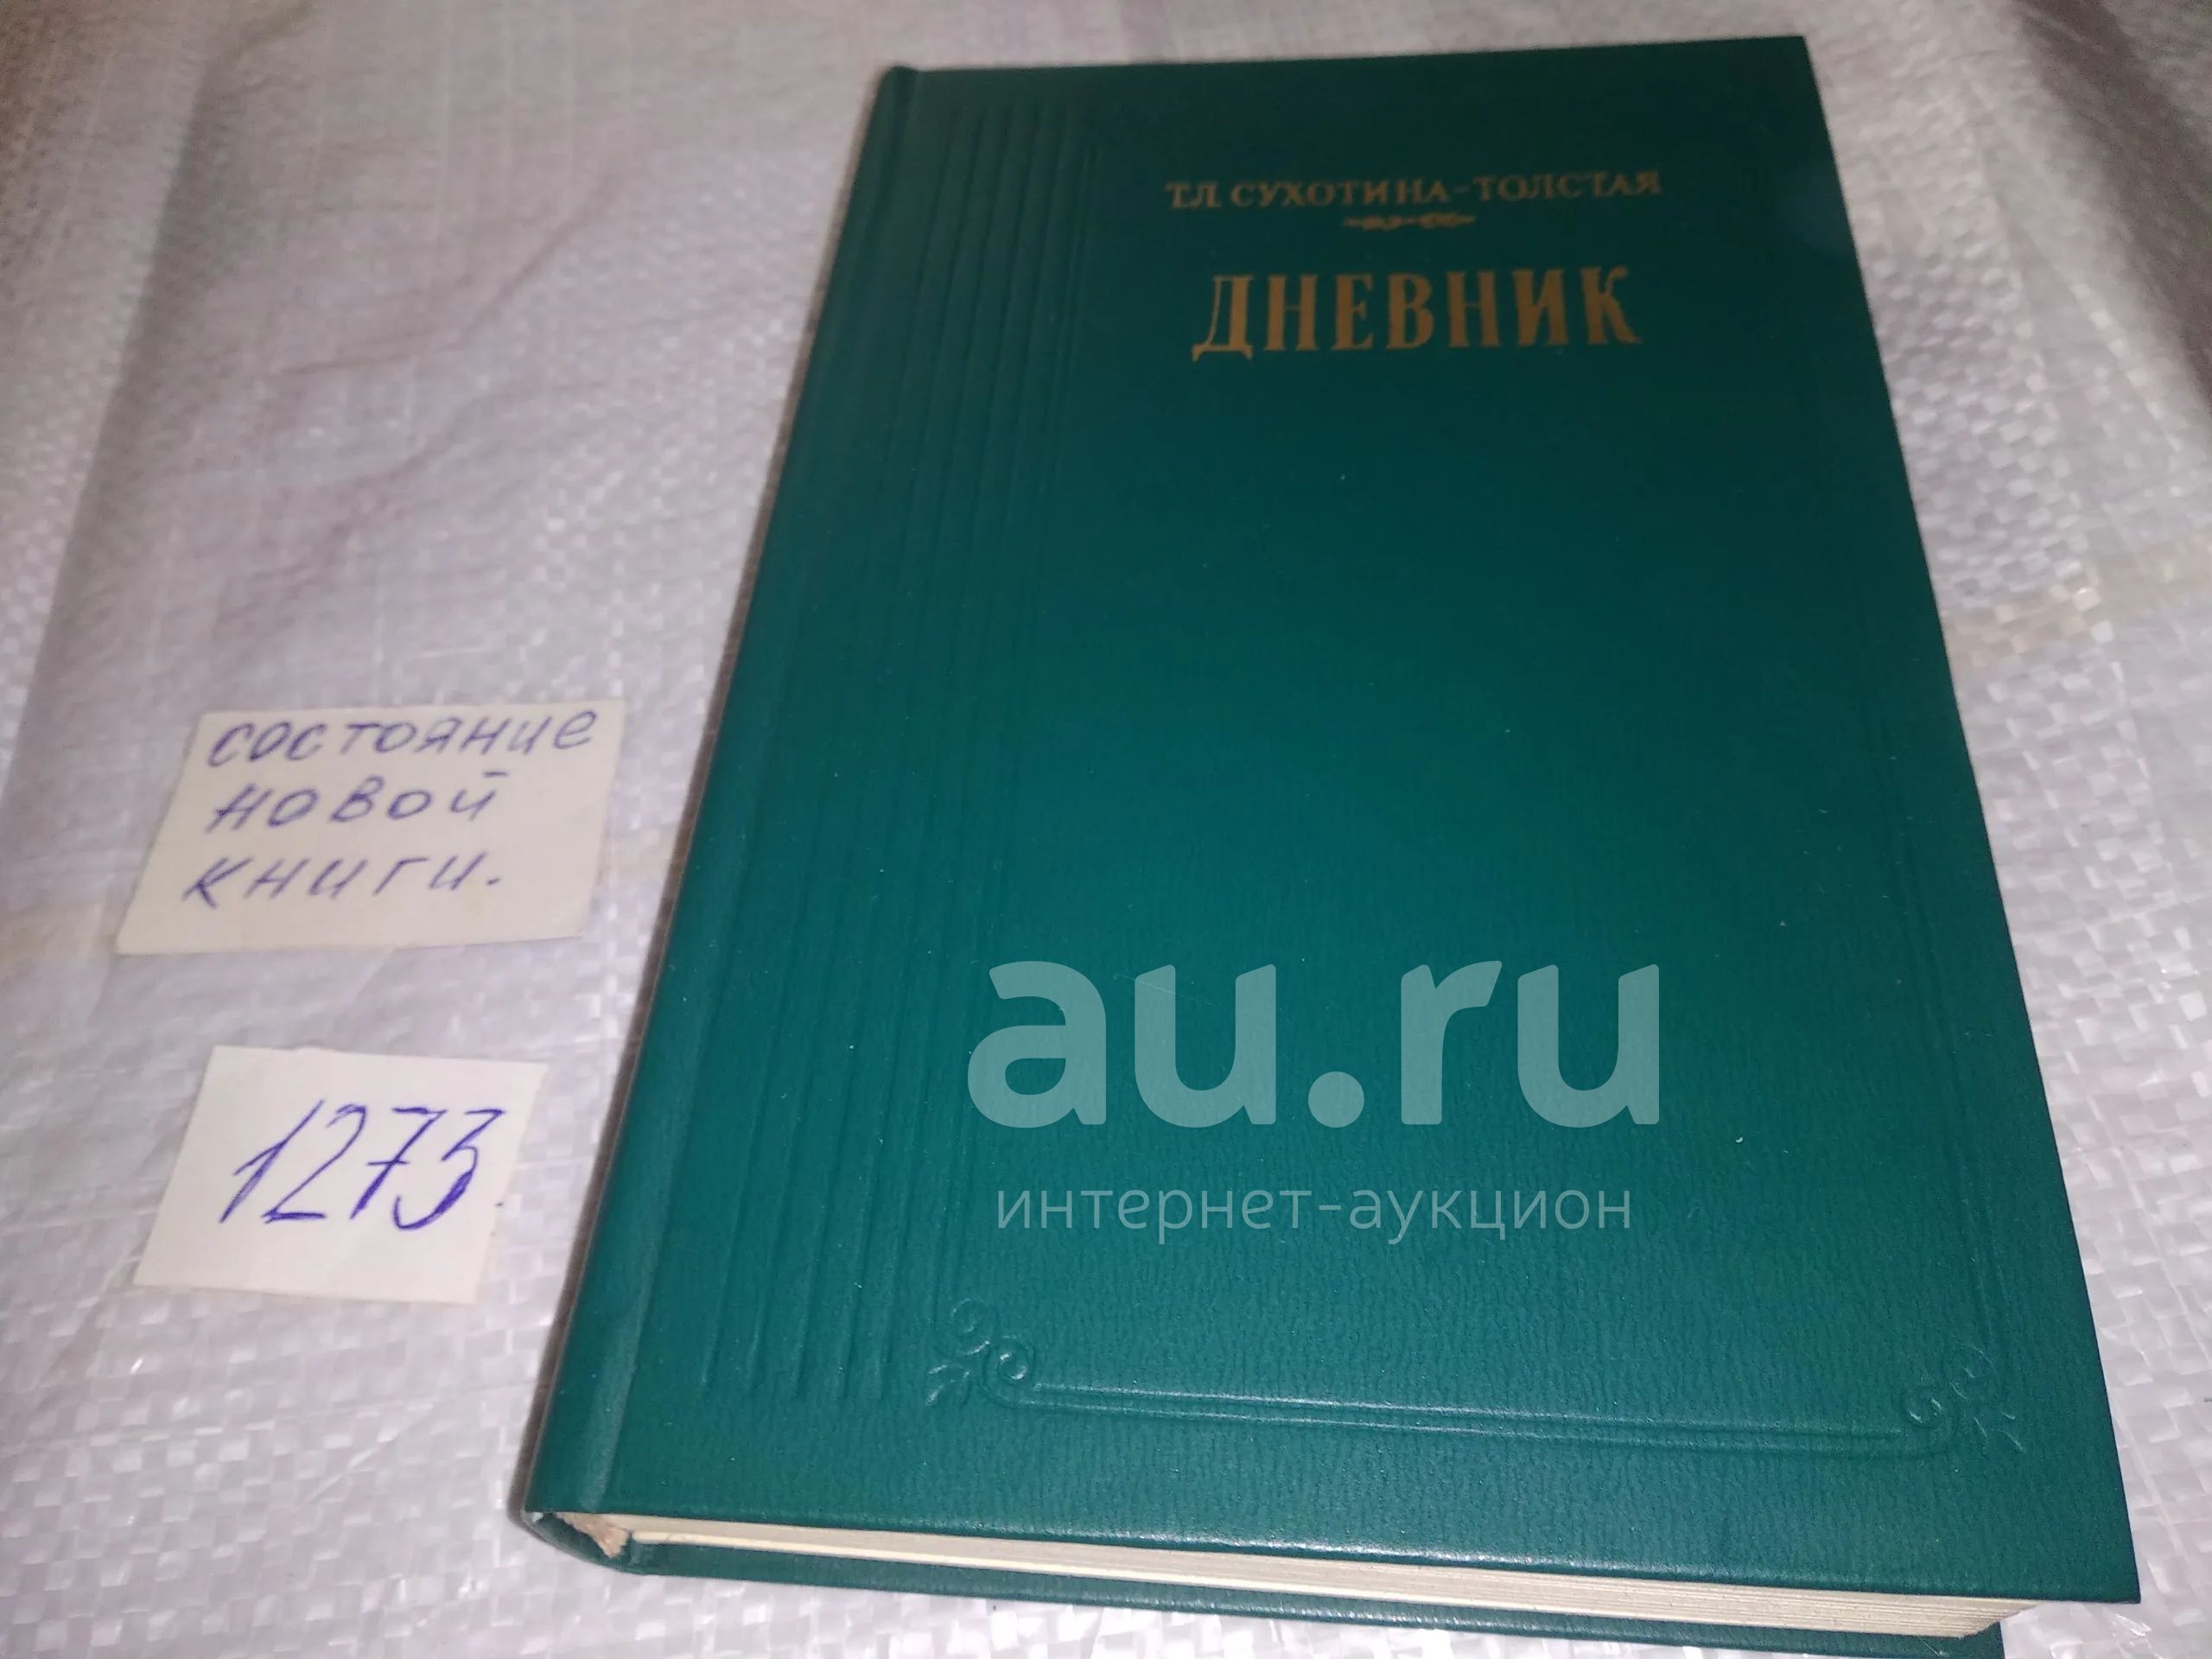 Т.Л. СУХОТИНА-ТОЛСТАЯ
ДНЕВНИК
состояние
новой
книги.
1273
au.ru
интернет-аукцион